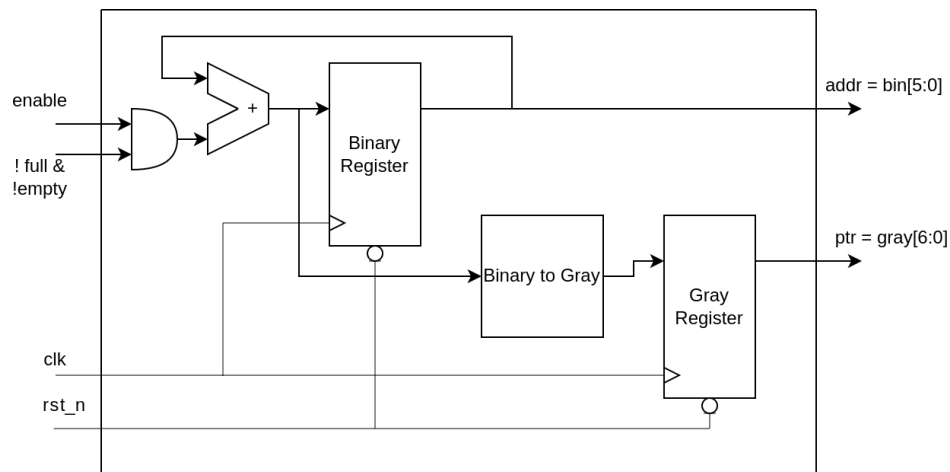 enable
! full &
!empty
+
Binary
Register
addr = bin[5:0]
Binary to Gray
Gray
Register
ptr = gray[6:0]
clk
rst_n